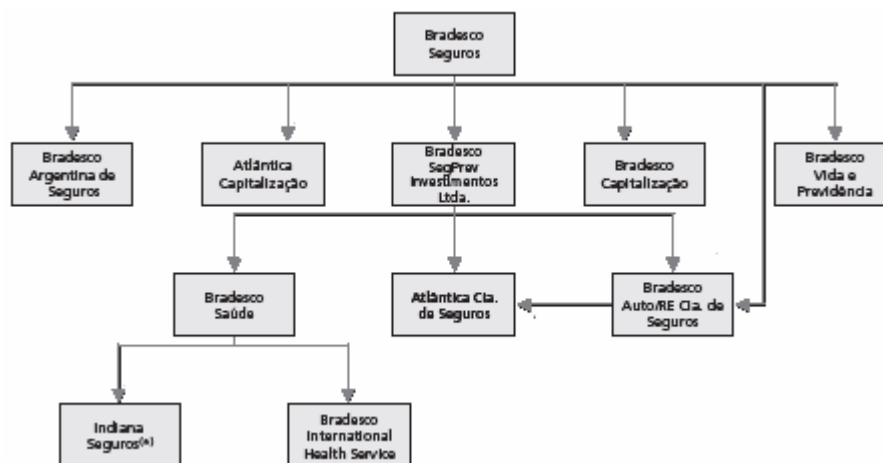 Bradesco
Seguros
Bradesco
Argentina de
Seguros
Atlântica
Capitalização
Bradesco
SegPrev
Investimentos
Ltda.
Bradesco
Capitalização
Bradesco
Vida e
Previdência
Bradesco
Saúde
Atlântica Cia.
de Seguros
Bradesco
Auto/RE Cia. de
Seguros
Indiana
Seguros(*)
Bradesco
International
Health Service